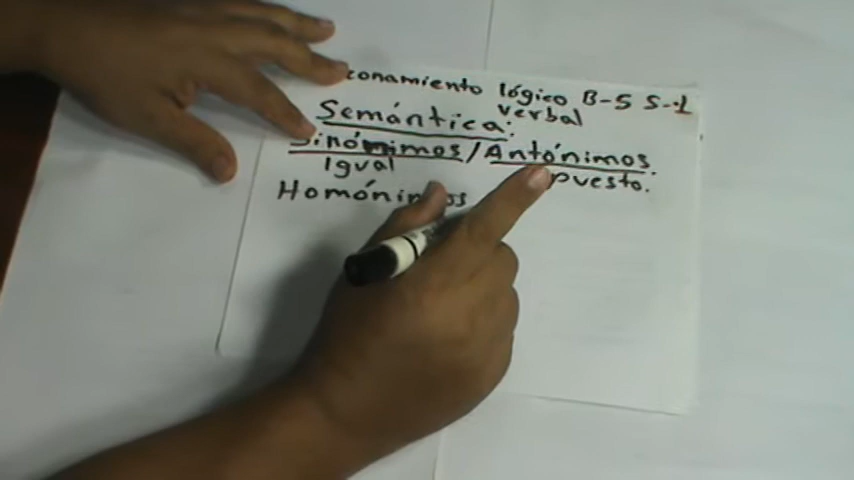 lógico B-5 S-1
verbal
Semántica:
Sinónimos/Antónimos.
Igual
Homónimos